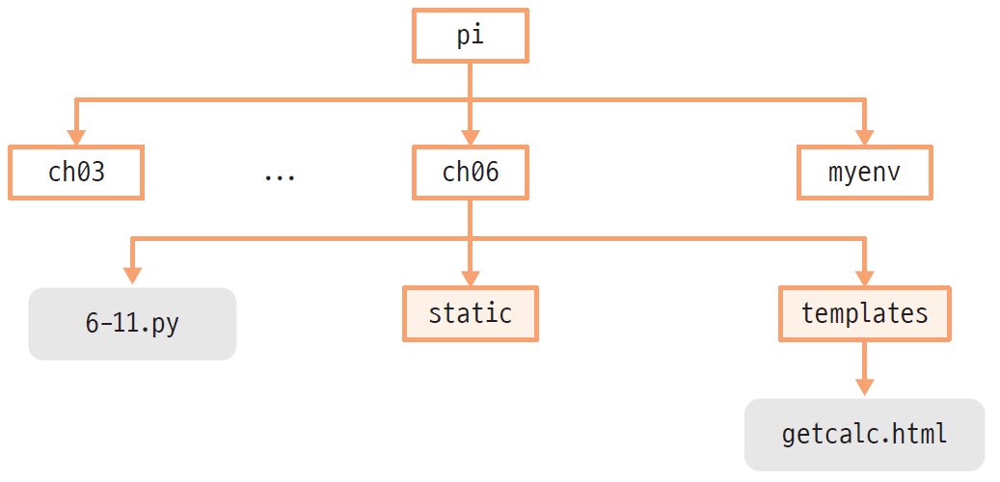 pi
ch03
...
ch06
myenv
6-11.py
static
templates
getcalc.html